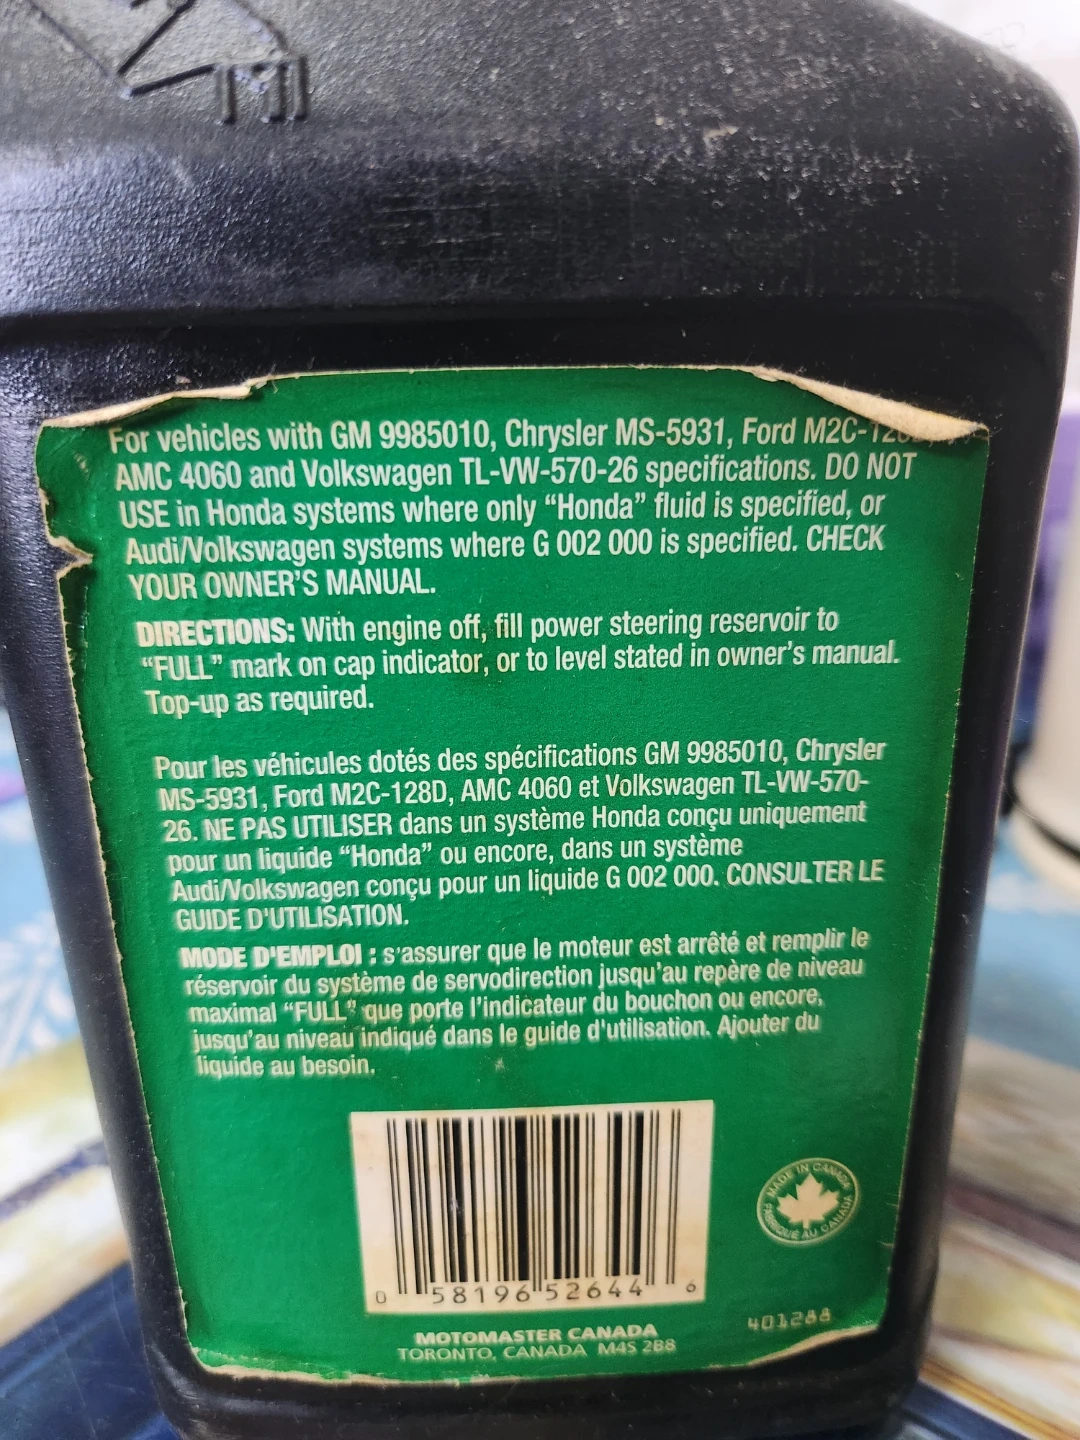 Fill
For vehicles with GM 9985010, Chrysler MS-5931, Ford
AMC 4060 and Volkswagen TL-VW-570-26 specifications. DO NOT
USE in Honda systems where only “Honda” fluid is specified, or
Audi/Volkswagen systems where G 002 000 is specified. CHECK
YOUR OWNER’S MANUAL.
DIRECTIONS: With engine off, fill power steering reservoir to
“FULL” mark on cap indicator, or to level stated in owner’s manual.
Top-up as required.
Pour les véhicules dotés des spécifications GM 9985010, Chrysler
MS-5931, Ford M2C-128D, AMC 4060 et Volkswagen TL-VW-570-
26. NE PAS UTILISER dans un système Honda conçu uniquement
pour un liquide “Honda” ou encore, dans un système
Audi/Volkswagen conçu pour un liquide G 002 000. CONSULTER LE
GUIDE D'UTILISATION.
MODE D'EMPLOI : s’assurer que le moteur est arrêté et remplir le
réservoir du système de servodirection jusqu’au repère de niveau
maximal “FULL” que porte l’indicateur du bouchon ou encore,
jusqu’au niveau indiqué dans le guide d'utilisation. Ajouter du
liquide au besoin.
MADE IN CANADA
FABRIQUÉ AU CANADA
0 58196 52644 6
401288
MOTOMASTER CANADA
TORONTO, CANADA M4S 2B8